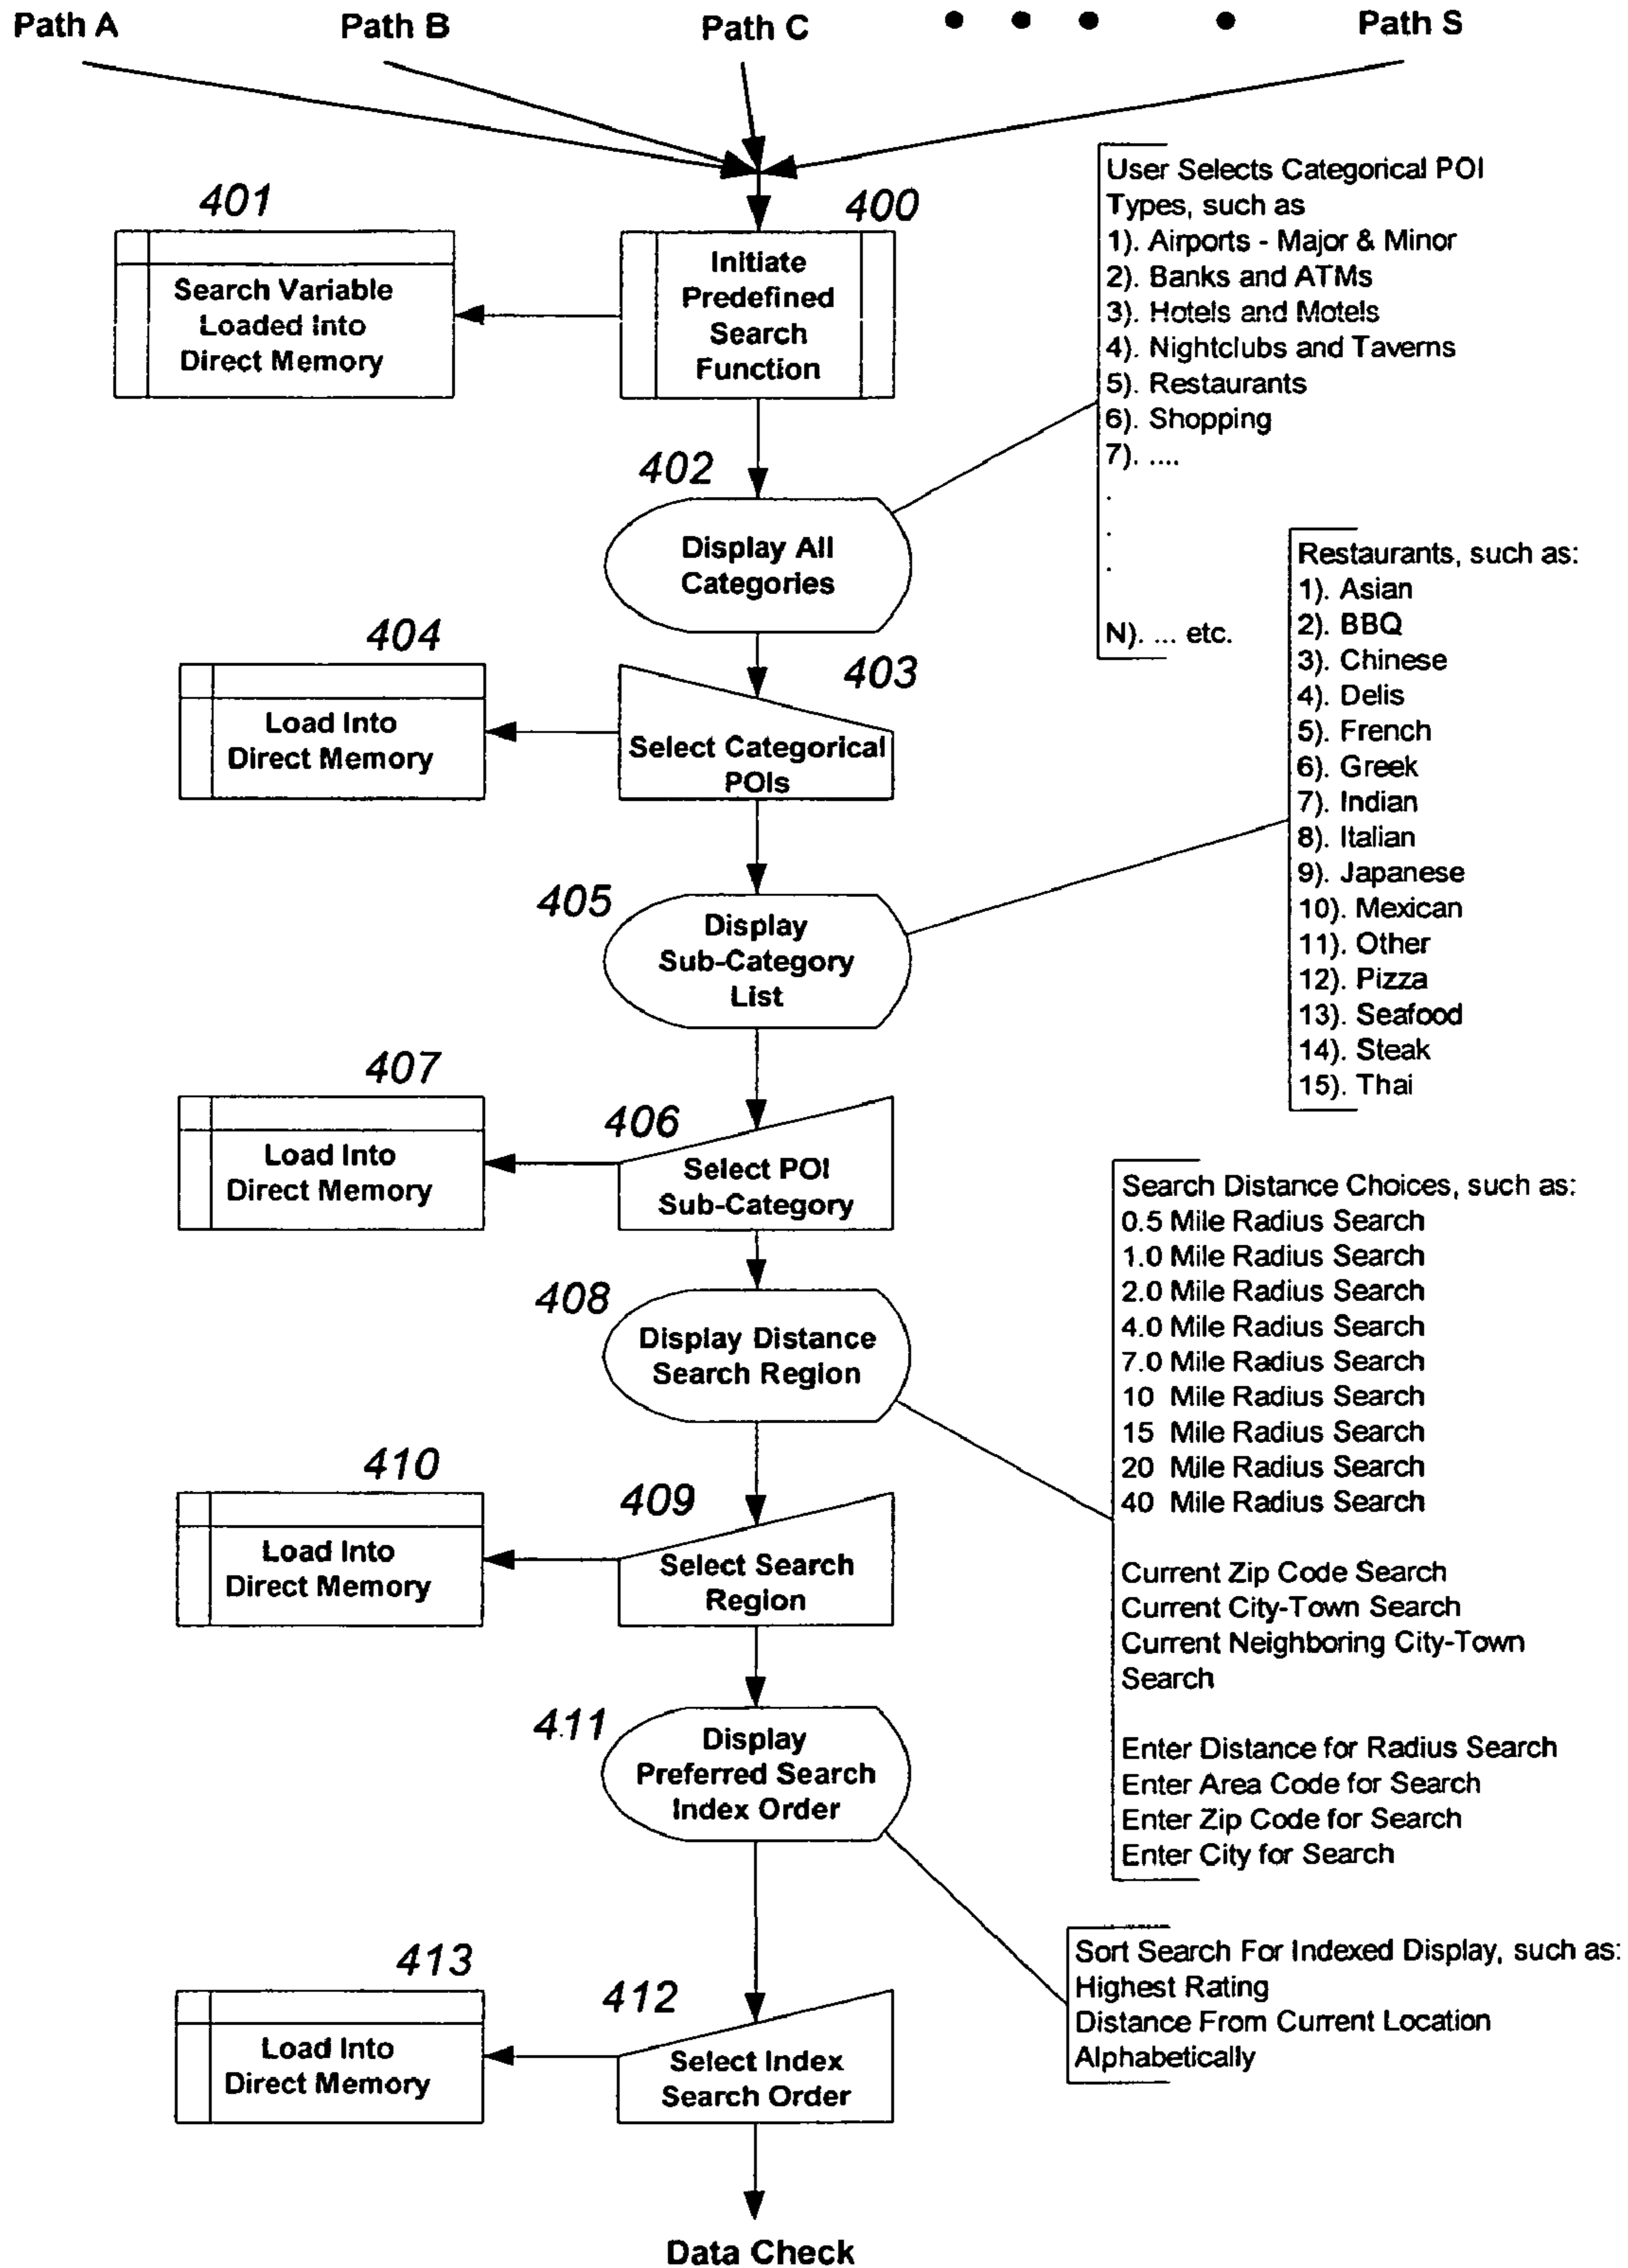 Path A
Path B
Path C
Path S
401
400
Search Variable
Loaded Into
Direct Memory
Initiate
Predefined
Search
Function
User Selects Categorical POI
Types, such as
1). Airports - Major & Minor
2). Banks and ATMs
3). Hotels and Motels
4). Nightclubs and Taverns
5). Restaurants
6). Shopping
7). ....
.
.
.
N). ... etc.
402
Display All
Categories
Restaurants, such as:
1). Asian
2). BBQ
3). Chinese
4). Delis
5). French
6). Greek
7). Indian
8). Italian
9). Japanese
10). Mexican
11). Other
12). Pizza
13). Seafood
14). Steak
15). Thai
404
403
Load Into
Direct Memory
Select Categorical
POIs
405
Display
Sub-Category
List
407
406
Load Into
Direct Memory
Select POI
Sub-Category
408
Display Distance
Search Region
Search Distance Choices, such as:
0.5 Mile Radius Search
1.0 Mile Radius Search
2.0 Mile Radius Search
4.0 Mile Radius Search
7.0 Mile Radius Search
10 Mile Radius Search
15 Mile Radius Search
20 Mile Radius Search
40 Mile Radius Search
Current Zip Code Search
Current City-Town Search
Current Neighboring City-Town
Search
Enter Distance for Radius Search
Enter Area Code for Search
Enter Zip Code for Search
Enter City for Search
410
409
Load Into
Direct Memory
Select Search
Region
411
Display
Preferred Search
Index Order
Sort Search For Indexed Display, such as:
Highest Rating
Distance From Current Location
Alphabetically
413
412
Load Into
Direct Memory
Select Index
Search Order
Data Check